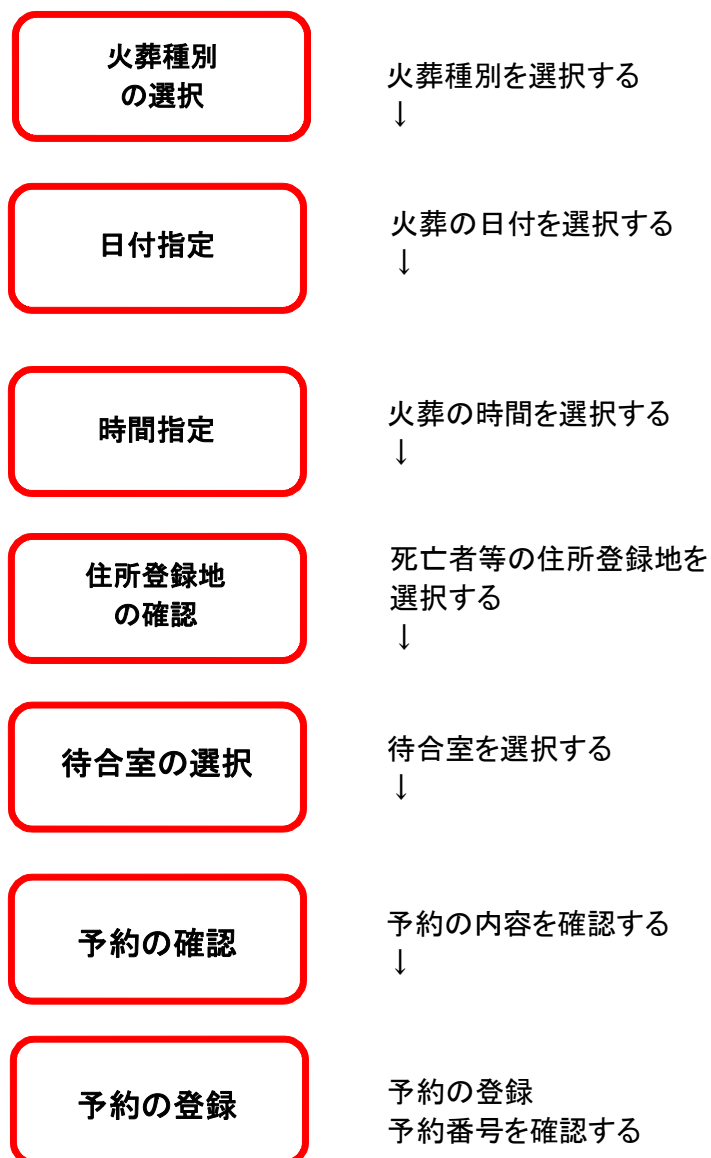 火葬種別
の選択
火葬種別を選択する
↓
日付指定
火葬の日付を選択する
↓
時間指定
火葬の時間を選択する
↓
住所登録地
の確認
死亡者等の住所登録地を
選択する
↓
待合室の選択
待合室を選択する
↓
予約の確認
予約の内容を確認する
↓
予約の登録
予約の登録
予約番号を確認する